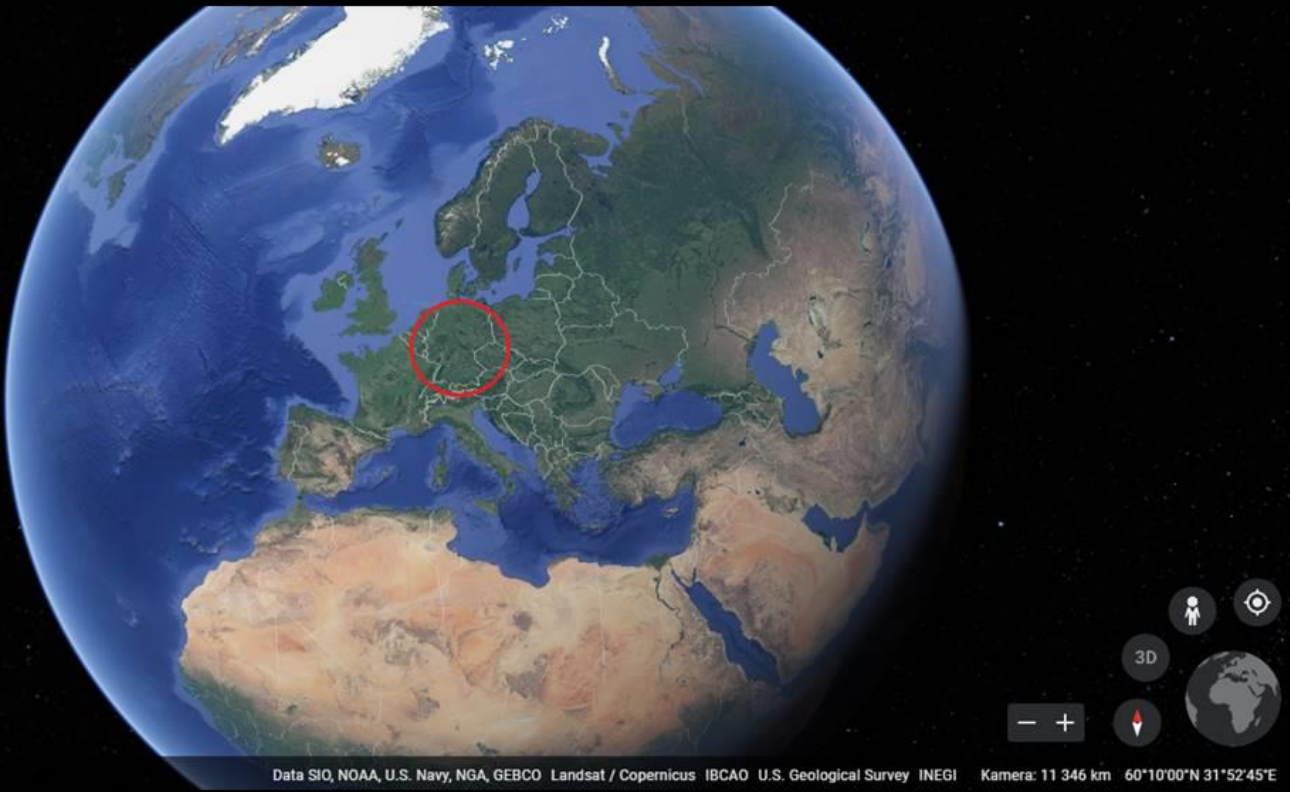 3D
− +
Data SIO, NOAA, U.S. Navy, NGA, GEBCO Landsat / Copernicus IBCAO U.S. Geological Survey INEGI Kamera: 11 346 km 60°10'00"N 31°52'45"E